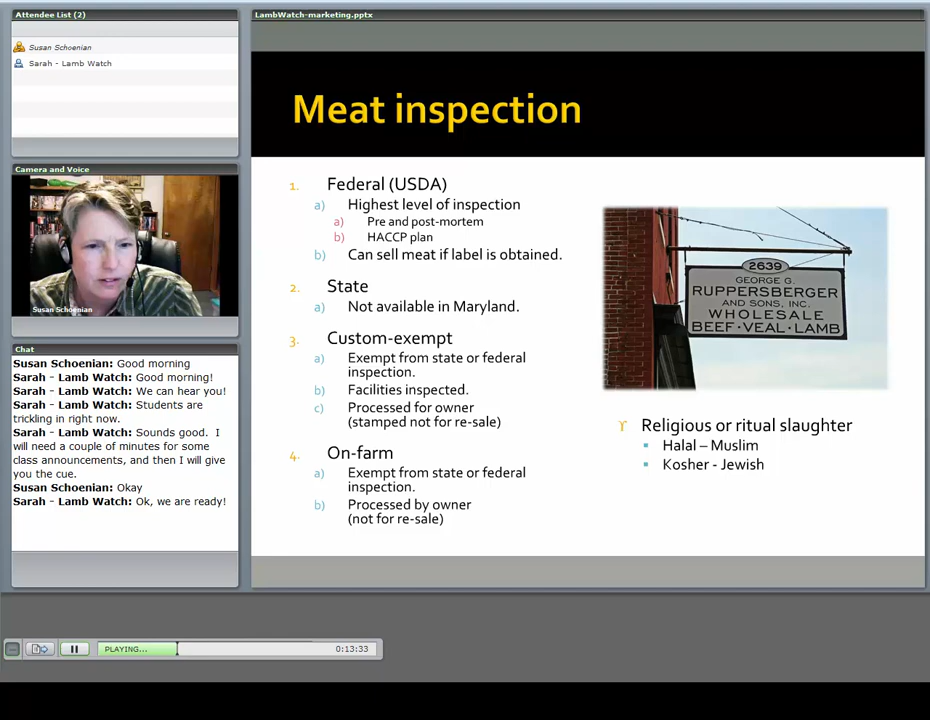 Attendee List (2)
Susan Schoenian
Sarah - Lamb Watch
Camera and Voice
Susan Schoenian
Chat
Susan Schoenian: Good morning
Sarah - Lamb Watch: Good morning!
Sarah - Lamb Watch: We can hear you!
Sarah - Lamb Watch: Students are
trickling in right now.
Sarah - Lamb Watch: Sounds good. I
will need a couple of minutes for some
class announcements, and then I will give
you the cue.
Susan Schoenian: Okay
Sarah - Lamb Watch: Ok, we are ready!
LambWatch-marketing.pptx
Meat inspection
1. Federal (USDA)
a) Highest level of inspection
a) Pre and post-mortem
b) HACCP plan
b) Can sell meat if label is obtained.
2. State
a) Not available in Maryland.
3. Custom-exempt
a) Exempt from state or federal
inspection.
b) Facilities inspected.
c) Processed for owner
(stamped not for re-sale)
4. On-farm
a) Exempt from state or federal
inspection.
b) Processed by owner
(not for re-sale)
2639
GEORGE G.
RUPPERSBERGER
AND SONS, INC.
WHOLESALE
BEEF·VEAL·LAMB
Religious or ritual slaughter
Halal – Muslim
Kosher - Jewish
PLAYING...
0:13:33